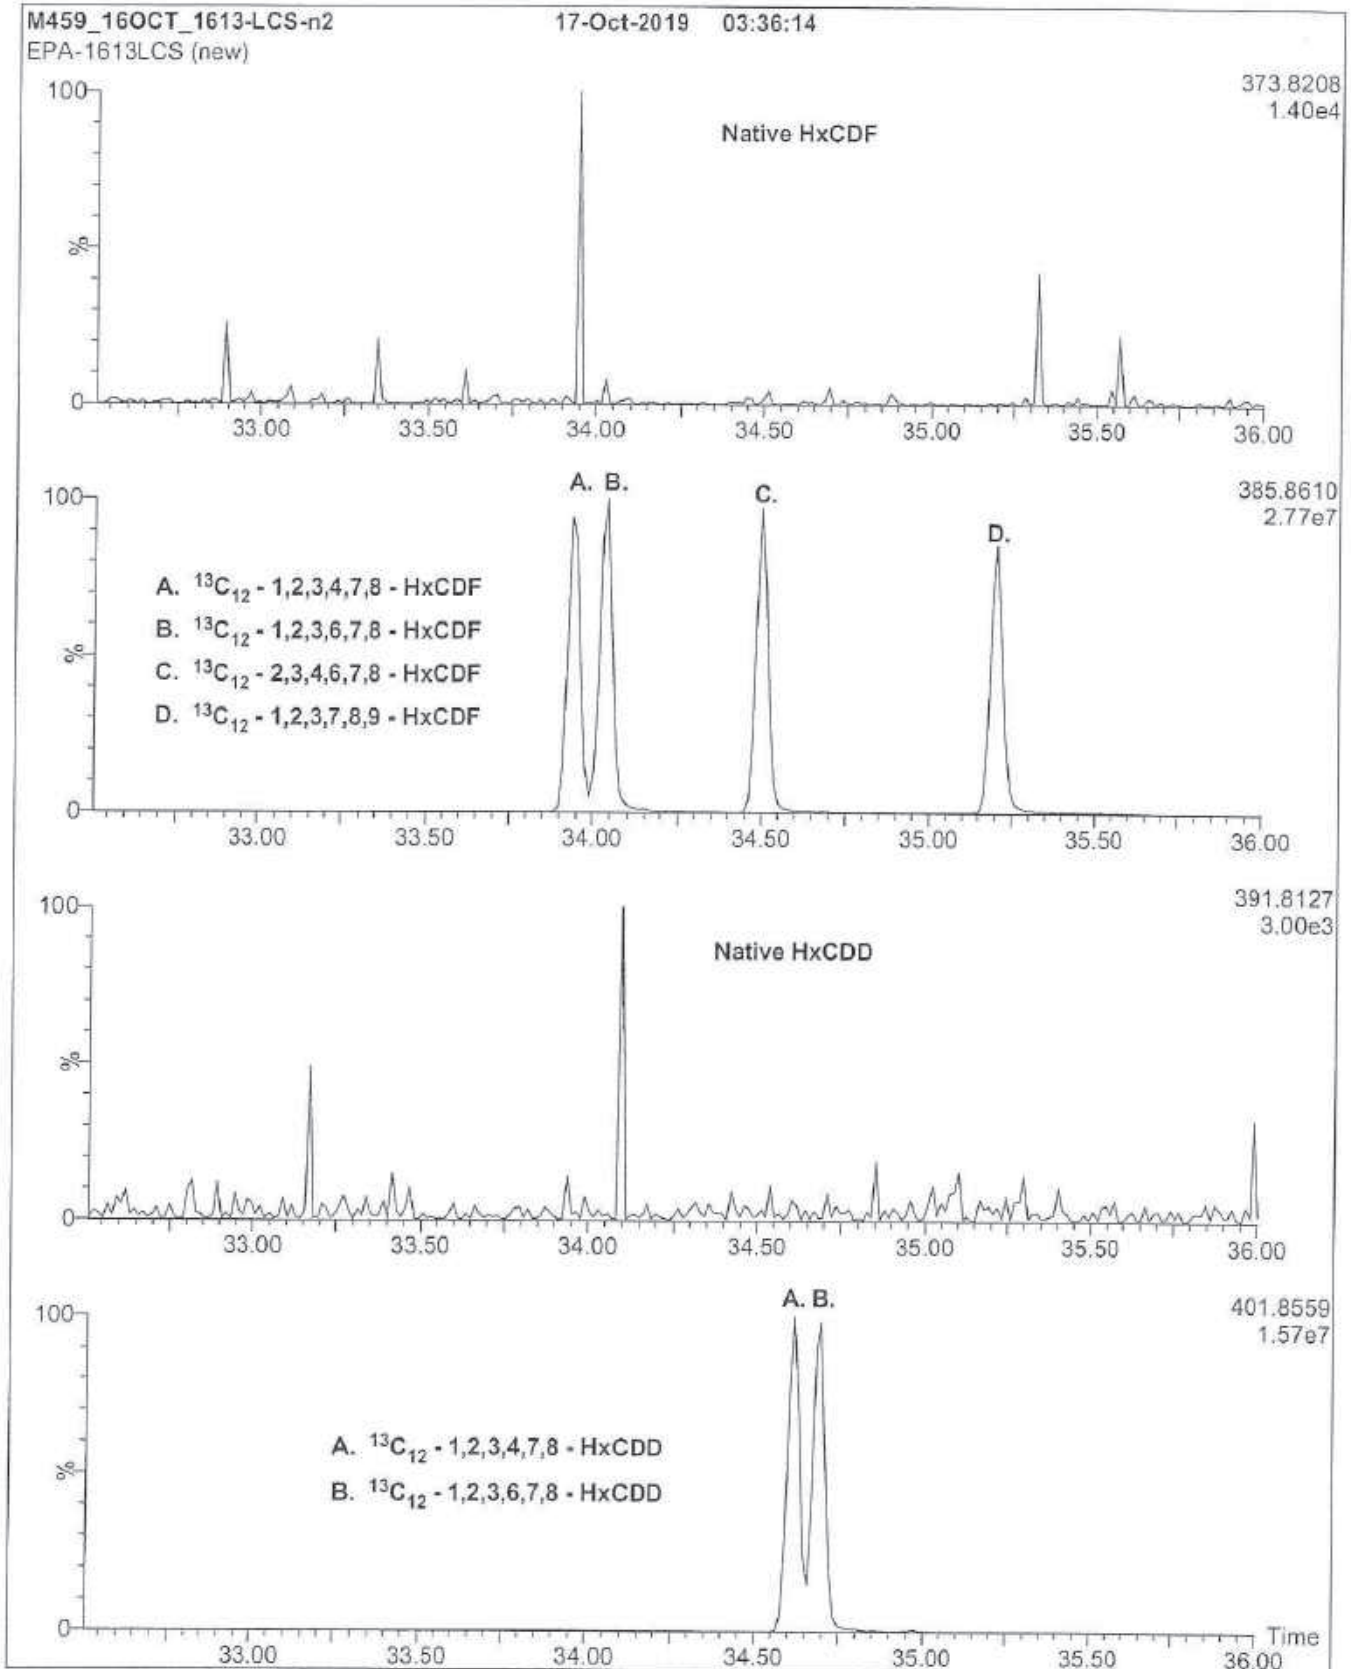 M459_16OCT_1613-LCS-n2 17-Oct-2019 03:36:14
EPA-1613LCS (new)
373.8208
1.40e4
100
Native HxCDF
%
0
33.00 33.50 34.00 34.50 35.00 35.50 36.00
A. B. C. D.
385.8610
2.77e7
100
A. ¹³C₁₂ - 1,2,3,4,7,8 - HxCDF
B. ¹³C₁₂ - 1,2,3,6,7,8 - HxCDF
C. ¹³C₁₂ - 2,3,4,6,7,8 - HxCDF
D. ¹³C₁₂ - 1,2,3,7,8,9 - HxCDF
%
0
33.00 33.50 34.00 34.50 35.00 35.50 36.00
391.8127
3.00e3
100
Native HxCDD
%
0
33.00 33.50 34.00 34.50 35.00 35.50 36.00
A. B.
401.8559
1.57e7
100
A. ¹³C₁₂ - 1,2,3,4,7,8 - HxCDD
B. ¹³C₁₂ - 1,2,3,6,7,8 - HxCDD
%
0
Time
33.00 33.50 34.00 34.50 35.00 35.50 36.00